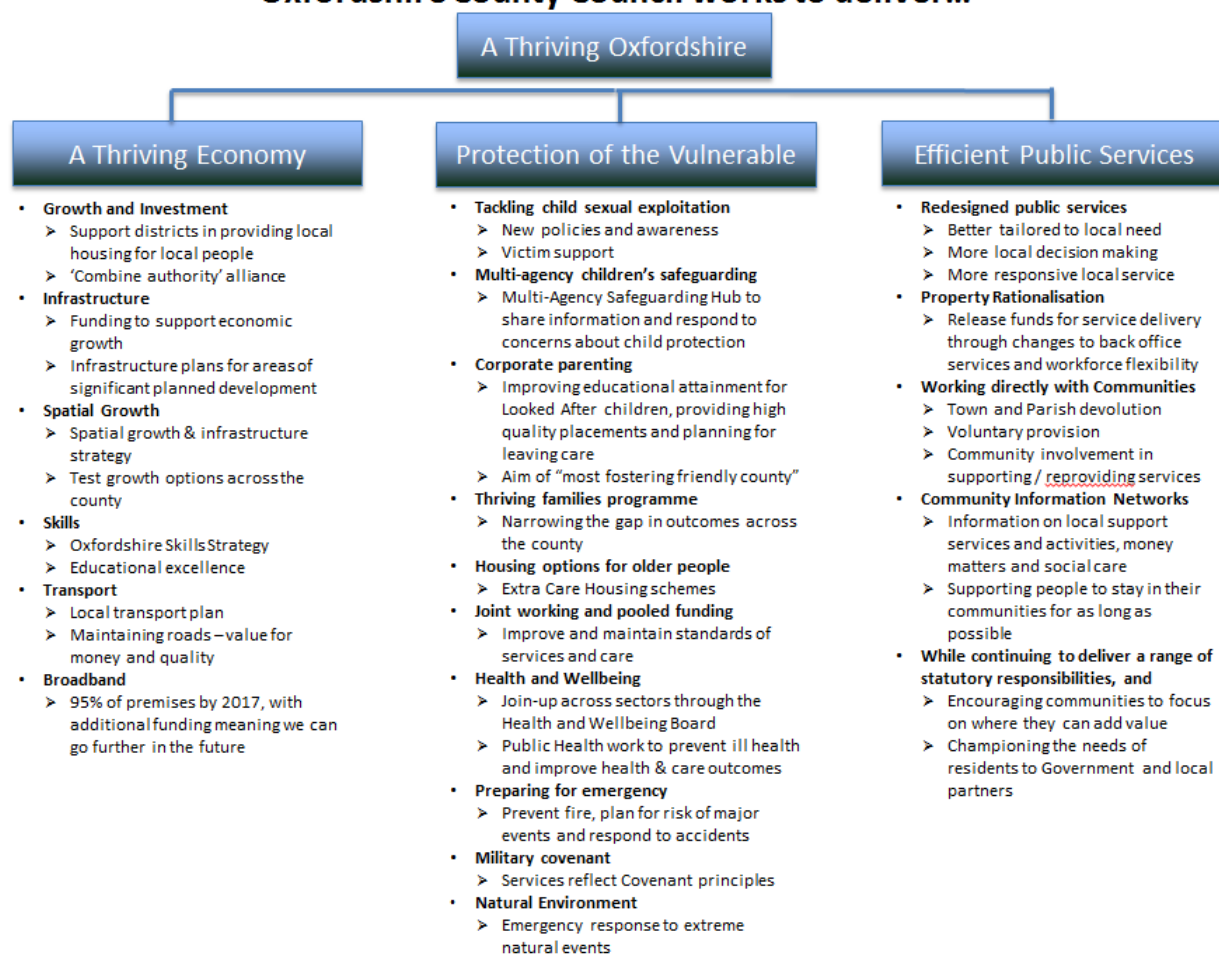 Oxfordshire County Council works to deliver...
A Thriving Oxfordshire
A Thriving Economy
• Growth and Investment
➤ Support districts in providing local
housing for local people
➤ ‘Combine authority’ alliance
• Infrastructure
➤ Funding to support economic
growth
➤ Infrastructure plans for areas of
significant planned development
• Spatial Growth
➤ Spatial growth & infrastructure
strategy
➤ Test growth options across the
county
• Skills
➤ Oxfordshire Skills Strategy
➤ Educational excellence
• Transport
➤ Local transport plan
➤ Maintaining roads – value for
money and quality
• Broadband
➤ 95% of premises by 2017, with
additional funding meaning we can
go further in the future
Protection of the Vulnerable
• Tackling child sexual exploitation
➤ New policies and awareness
➤ Victim support
• Multi-agency children’s safeguarding
➤ Multi-Agency Safeguarding Hub to
share information and respond to
concerns about child protection
• Corporate parenting
➤ Improving educational attainment for
Looked After children, providing high
quality placements and planning for
leaving care
➤ Aim of “most fostering friendly county”
• Thriving families programme
➤ Narrowing the gap in outcomes across
the county
• Housing options for older people
➤ Extra Care Housing schemes
• Joint working and pooled funding
➤ Improve and maintain standards of
services and care
• Health and Wellbeing
➤ Join-up across sectors through the
Health and Wellbeing Board
➤ Public Health work to prevent ill health
and improve health & care outcomes
• Preparing for emergency
➤ Prevent fire, plan for risk of major
events and respond to accidents
• Military covenant
➤ Services reflect Covenant principles
• Natural Environment
➤ Emergency response to extreme
natural events
Efficient Public Services
• Redesigned public services
➤ Better tailored to local need
➤ More local decision making
➤ More responsive local service
• Property Rationalisation
➤ Release funds for service delivery
through changes to back office
services and workforce flexibility
• Working directly with Communities
➤ Town and Parish devolution
➤ Voluntary provision
➤ Community involvement in
supporting / reproviding services
• Community Information Networks
➤ Information on local support
services and activities, money
matters and social care
➤ Supporting people to stay in their
communities for as long as
possible
• While continuing to deliver a range of
statutory responsibilities, and
➤ Encouraging communities to focus
on where they can add value
➤ Championing the needs of
residents to Government and local
partners